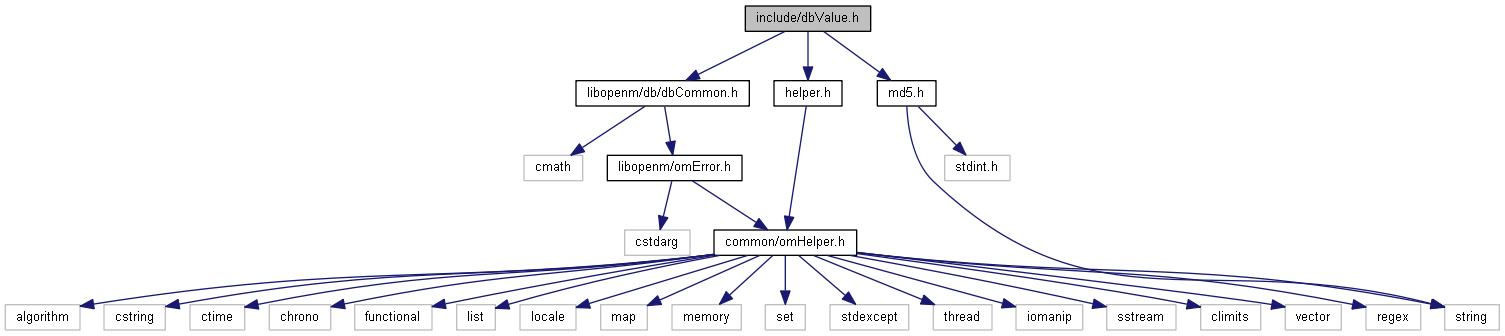 include/dbValue.h
libopenm/db/dbCommon.h
helper.h
md5.h
cmath
libopenm/omError.h
stdint.h
cstdarg
common/omHelper.h
algorithm
cstring
ctime
chrono
functional
list
locale
map
memory
set
stdexcept
thread
iomanip
sstream
climits
vector
regex
string